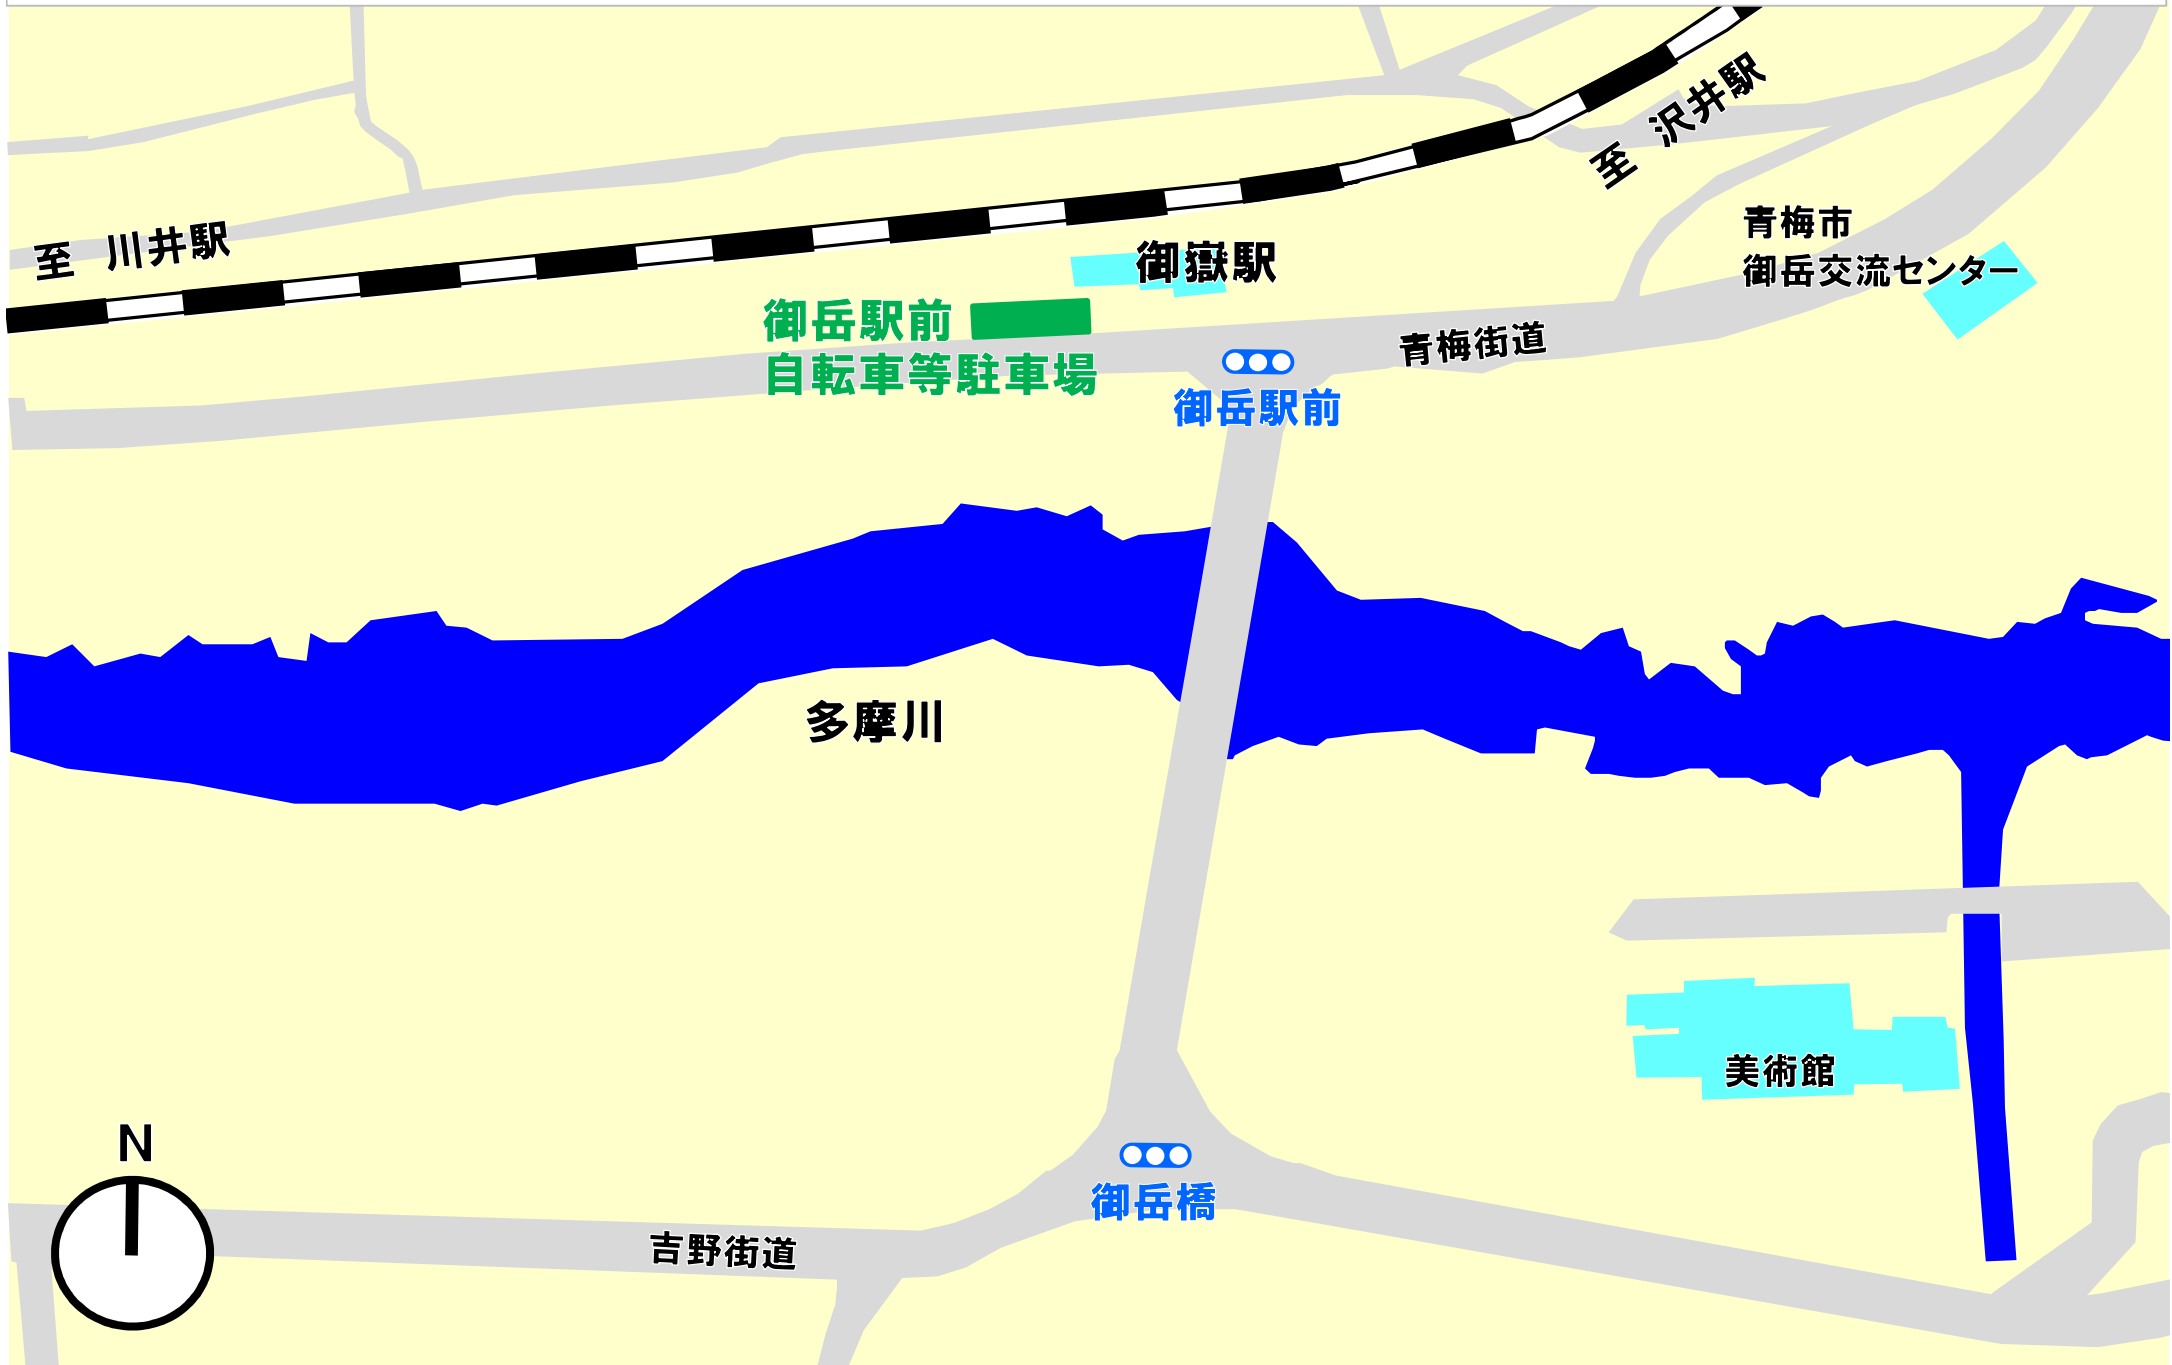 至 沢井駅
至 川井駅
青梅市
御岳交流センター
御嶽駅
御岳駅前
自転車等駐車場
青梅街道
御岳駅前
多摩川
美術館
N
御岳橋
吉野街道